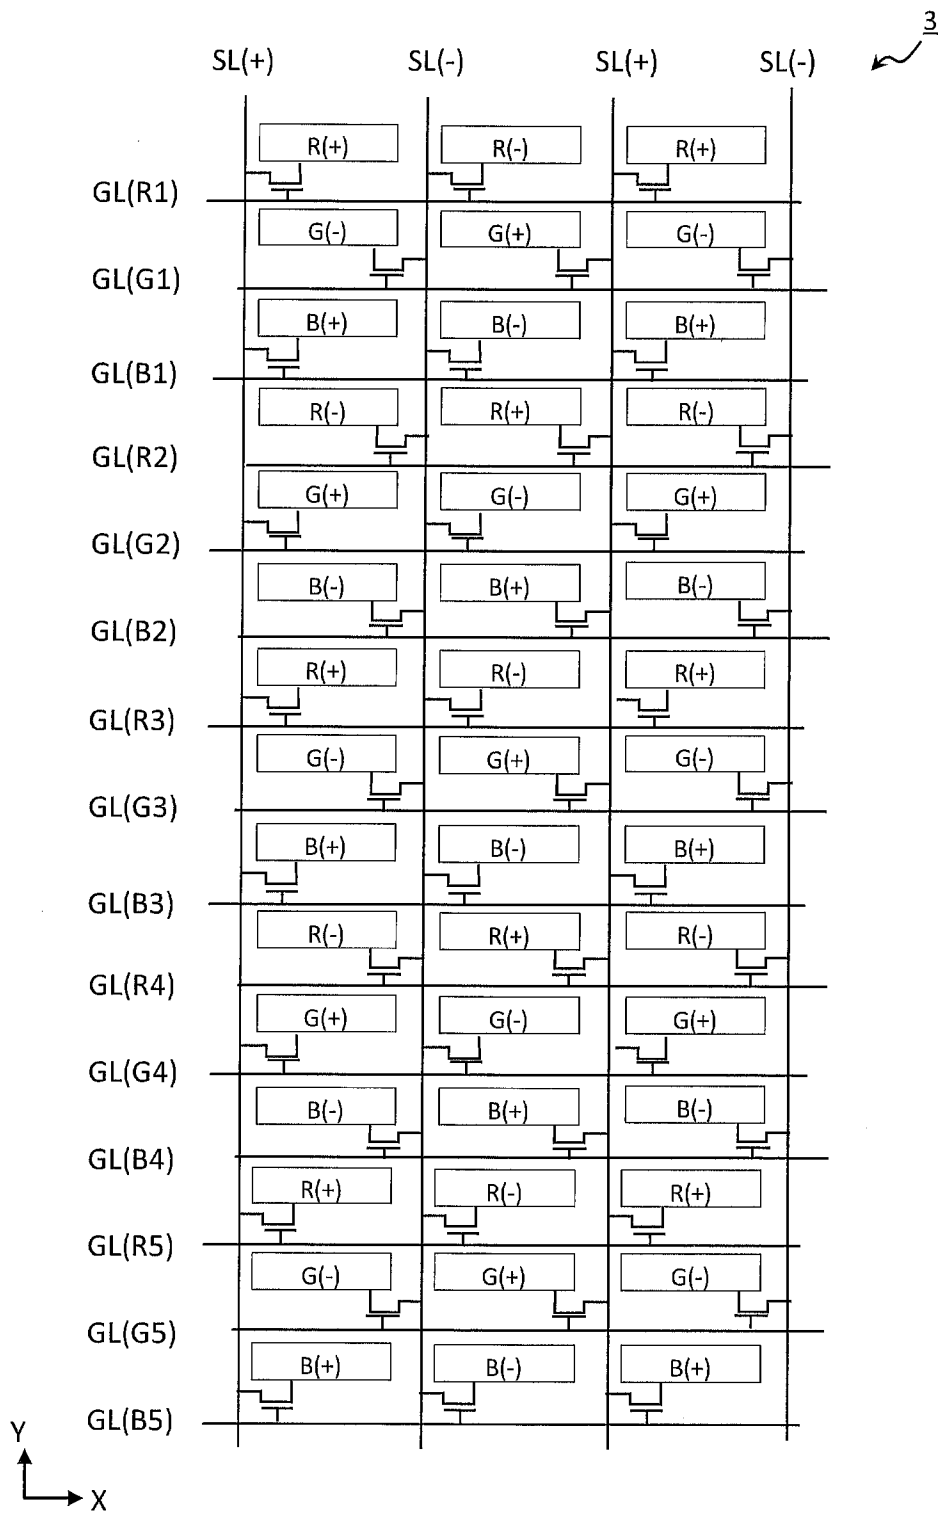 3
SL(+) SL(-) SL(+) SL(-)
R(+) R(-) R(+)
GL(R1)
G(-) G(+) G(-)
GL(G1)
B(+) B(-) B(+)
GL(B1)
R(-) R(+) R(-)
GL(R2)
G(+) G(-) G(+)
GL(G2)
B(-) B(+) B(-)
GL(B2)
R(+) R(-) R(+)
GL(R3)
G(-) G(+) G(-)
GL(G3)
B(+) B(-) B(+)
GL(B3)
R(-) R(+) R(-)
GL(R4)
G(+) G(-) G(+)
GL(G4)
B(-) B(+) B(-)
GL(B4)
R(+) R(-) R(+)
GL(R5)
G(-) G(+) G(-)
GL(G5)
B(+) B(-) B(+)
GL(B5)
Y
X